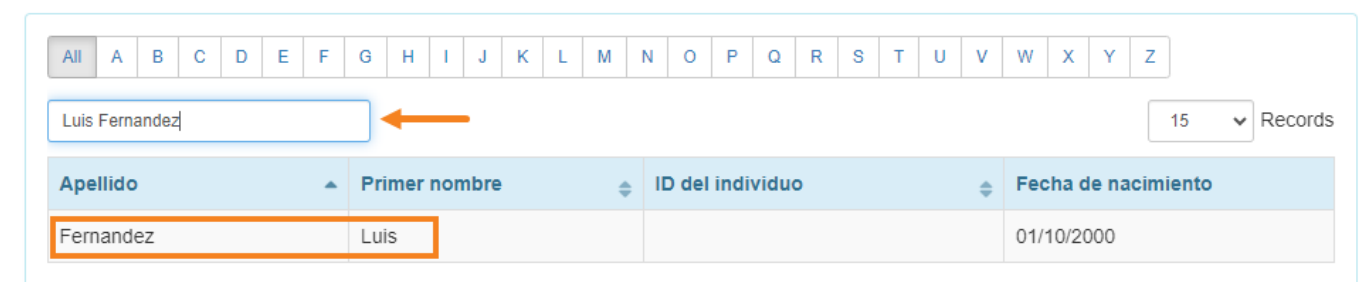 All A B C D E F G H I J K L M N O P Q R S T U V W X Y Z
Luis Fernandez 15 Records
Apellido Primer nombre ID del individuo Fecha de nacimiento
Fernandez Luis 01/10/2000